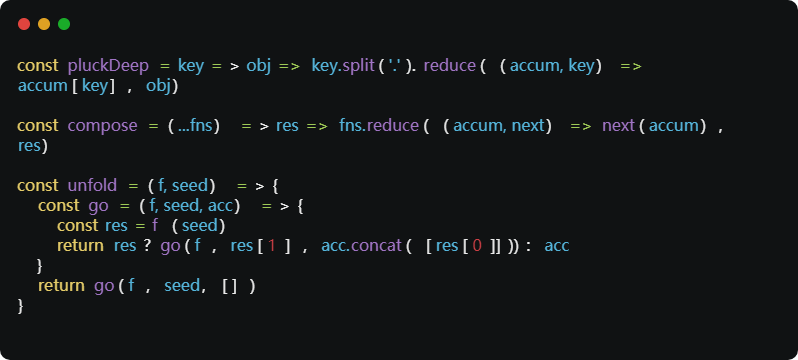 const pluckDeep = key = > obj => key.split('.'). reduce( (accum, key) =>
accum[key] , obj)
const compose = (...fns) = > res => fns.reduce( (accum, next) => next(accum) ,
res)
const unfold = (f, seed) = > {
const go = (f, seed, acc) = > {
const res = f (seed)
return res ? go(f , res[1 ] , acc.concat( [res[0 ]] )) : acc
}
return go(f , seed, [] )
}